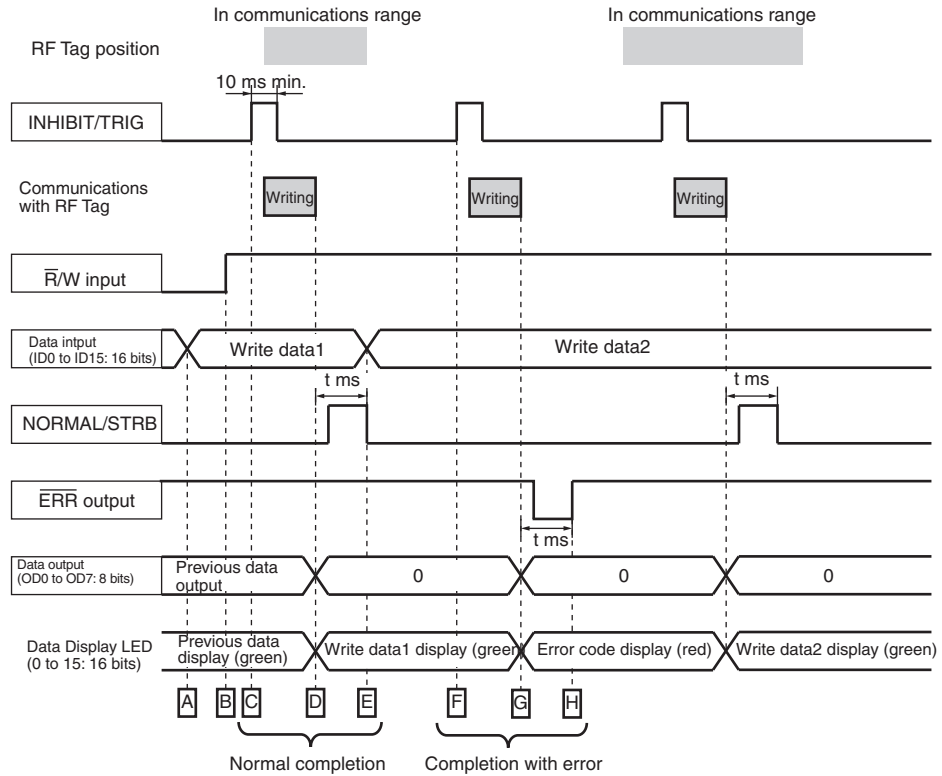 In communications range
In communications range
RF Tag position
10 ms min.
INHIBIT/TRIG
Communications
with RF Tag
Writing
Writing
Writing
R̅/W input
Data intput
(ID0 to ID15: 16 bits)
Write data1
Write data2
t ms
t ms
NORMAL/STRB
E̅R̅R̅ output
t ms
Data output
(OD0 to OD7: 8 bits)
Previous data
output
0
0
0
Data Display LED
(0 to 15: 16 bits)
Previous data
display (green)
Write data1 display (green)
Error code display (red)
Write data2 display (green)
A B C D E F G H
Normal completion
Completion with error